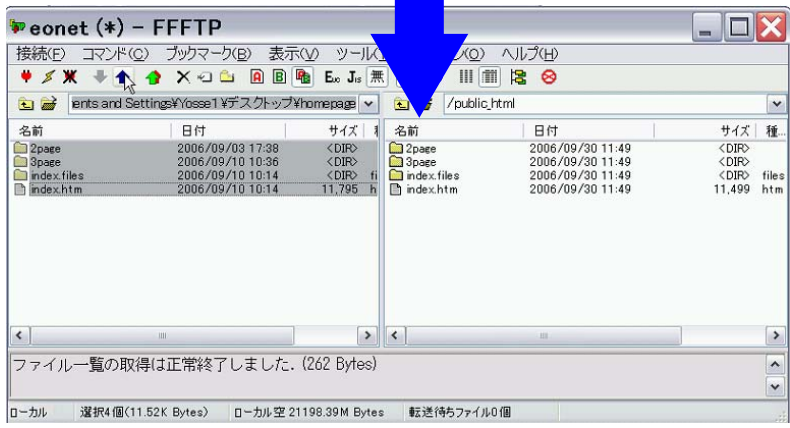 eonet (*) - FFFTP
接続(F) コマンド(C) ブックマーク(B) 表示(V) ツール(O) ヘルプ(H)
A B Exc Jis 無
ents and Settings¥Yosse1¥デスクトップ¥homepage /public_html
名前 日付 サイズ 名前 日付 サイズ 種...
2page 2006/09/03 17:38 <DIR> 2page 2006/09/30 11:49 <DIR>
3page 2006/09/10 10:36 <DIR> 3page 2006/09/30 11:49 <DIR>
index.files 2006/09/10 10:14 <DIR> fi index.files 2006/09/30 11:49 <DIR> files
index.htm 2006/09/10 10:14 11,795 h index.htm 2006/09/30 11:49 11,499 htm
ファイル一覧の取得は正常終了しました. (262 Bytes)
ローカル 選択4個(11.52K Bytes) ローカル空 21198.39M Bytes 転送待ちファイル0個